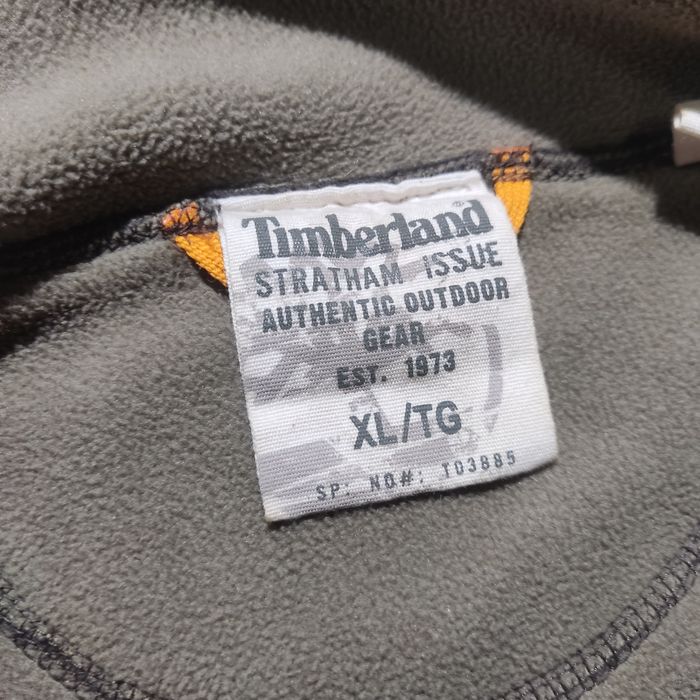 Timberland®
STRATHAM ISSUE
AUTHENTIC OUTDOOR
GEAR
EST. 1973
XL/TG
SP: NO#: T03885